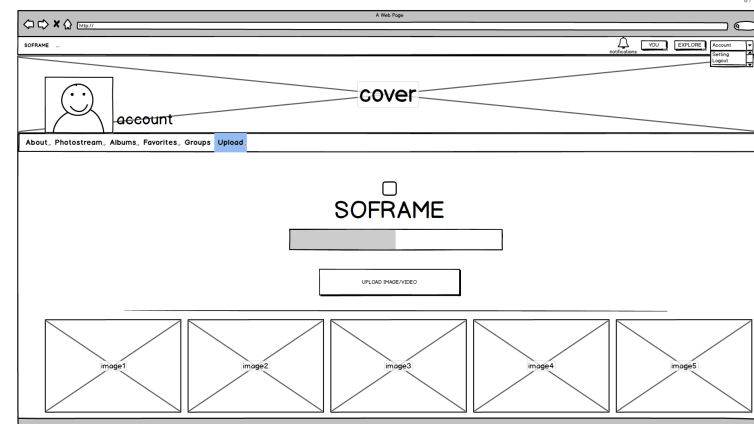 A Web Page
http://
SOFRAME ...
notifications
YOU
EXPLORE
Account
Setting
Logout
cover
account
About, Photostream, Albums, Favorites, Groups Upload
SOFRAME
UPLOAD IMAGE/VIDEO
image1 image2 image3 image4 image5